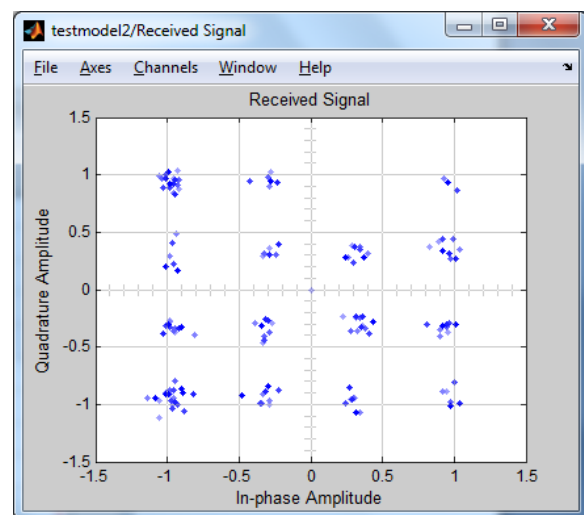 testmodel2/Received Signal
File Axes Channels Window Help
Received Signal
1.5
1
0.5
0
-0.5
-1
-1.5
Quadrature Amplitude
-1.5 -1 -0.5 0 0.5 1 1.5
In-phase Amplitude